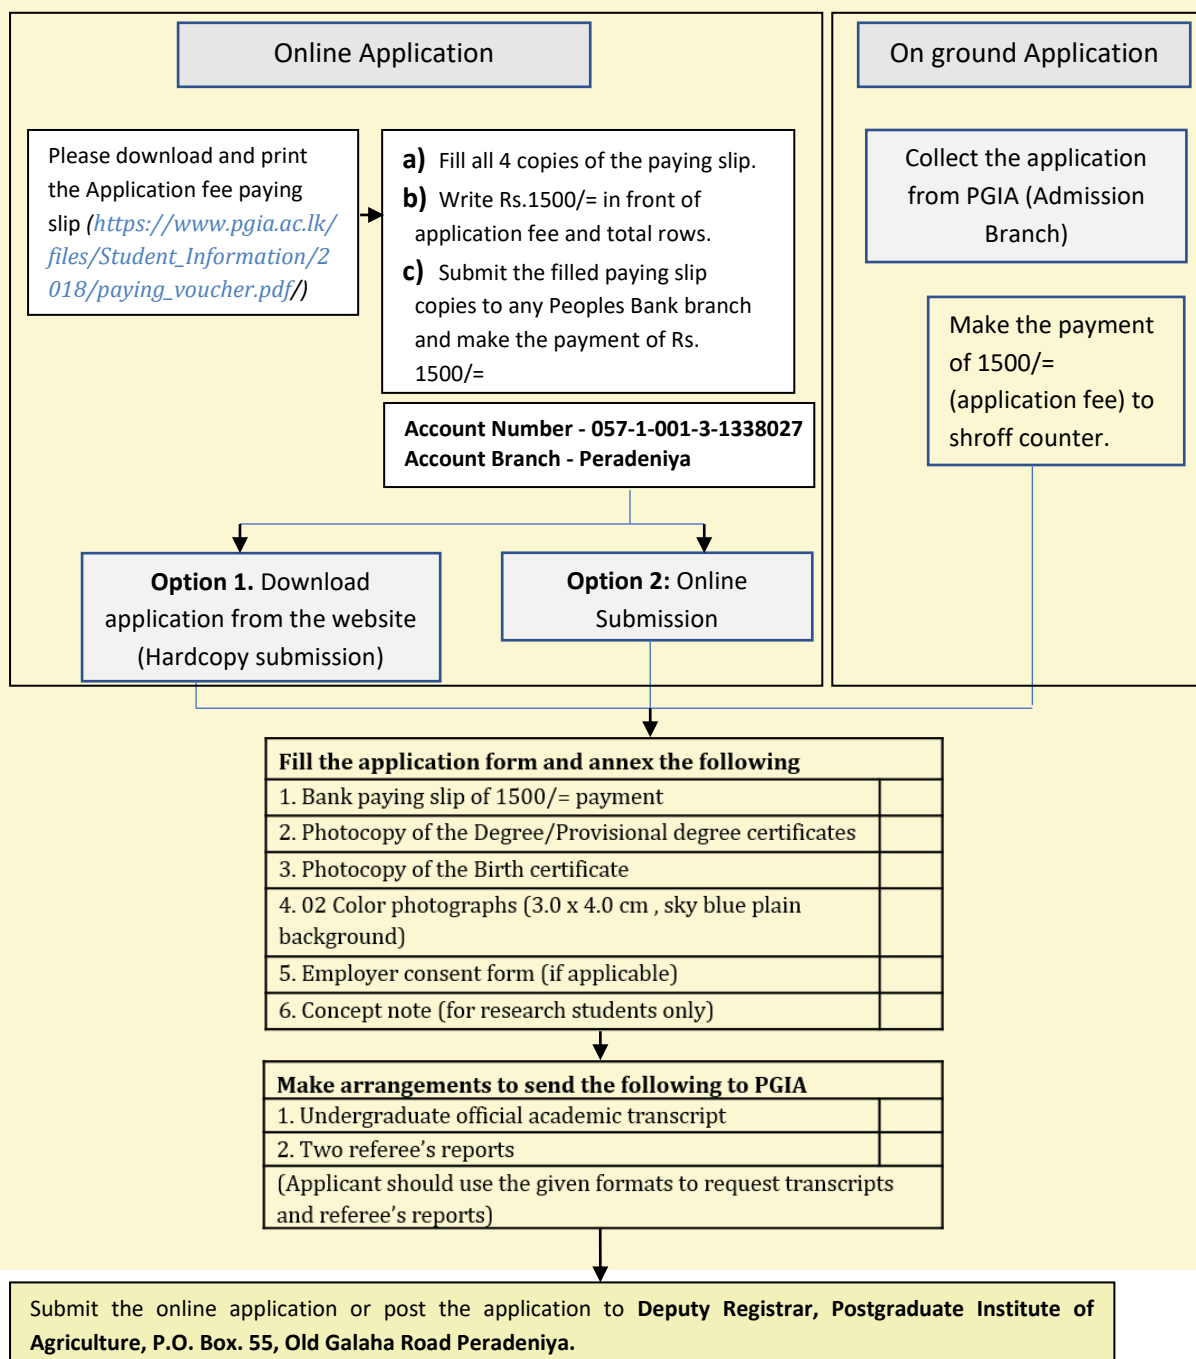 Online Application
Please download and print
the Application fee paying
slip (https://www.pgia.ac.lk/
files/Student_Information/2
018/paying_voucher.pdf/)
a) Fill all 4 copies of the paying slip.
b) Write Rs.1500/= in front of
application fee and total rows.
c) Submit the filled paying slip
copies to any Peoples Bank branch
and make the payment of Rs.
1500/=
Account Number - 057-1-001-3-1338027
Account Branch - Peradeniya
Option 1. Download
application from the website
(Hardcopy submission)
Option 2: Online
Submission
On ground Application
Collect the application
from PGIA (Admission
Branch)
Make the payment
of 1500/=
(application fee) to
shroff counter.
Fill the application form and annex the following
1. Bank paying slip of 1500/= payment
2. Photocopy of the Degree/Provisional degree certificates
3. Photocopy of the Birth certificate
4. 02 Color photographs (3.0 x 4.0 cm , sky blue plain
background)
5. Employer consent form (if applicable)
6. Concept note (for research students only)
Make arrangements to send the following to PGIA
1. Undergraduate official academic transcript
2. Two referee's reports
(Applicant should use the given formats to request transcripts
and referee's reports)
Submit the online application or post the application to Deputy Registrar, Postgraduate Institute of
Agriculture, P.O. Box. 55, Old Galaha Road Peradeniya.